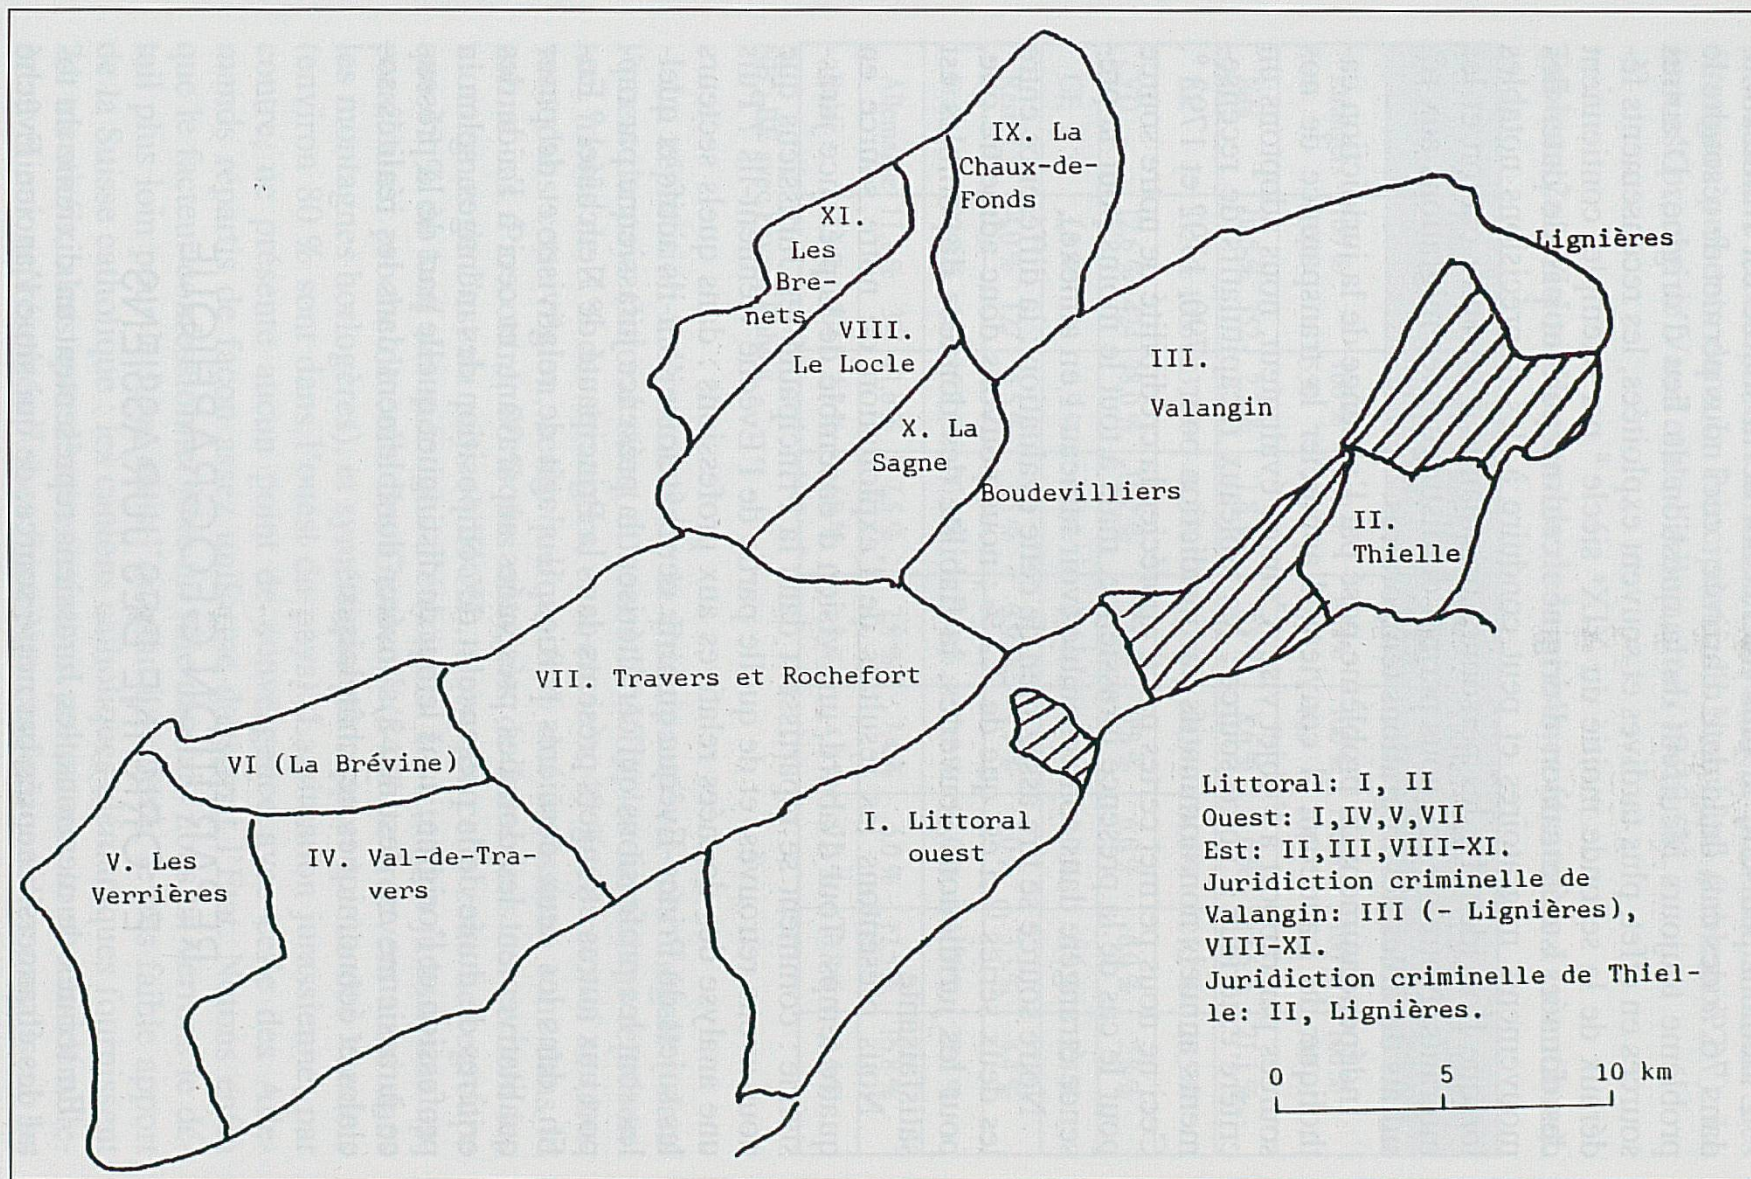 IX. La
Chaux-de-
Fonds
XI.
Les
Bre-
nets
Lignières
VIII.
Le Locle
III.
Valangin
X. La
Sagne
Boudevilliers
II.
Thielle
VII. Travers et Rochefort
VI (La Brévine)
I. Littoral
ouest
V. Les
Verrières
IV. Val-de-Tra-
vers
Littoral: I, II
Ouest: I,IV,V,VII
Est: II,III,VIII-XI.
Juridiction criminelle de
Valangin: III (- Lignières),
VIII-XI.
Juridiction criminelle de Thiel-
le: II, Lignières.
0 5 10 km